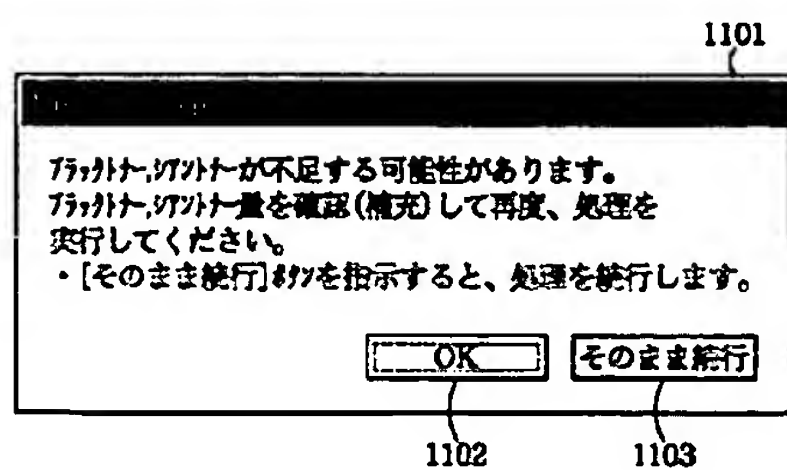 1101
ﾌﾞﾗｯｸﾄﾅｰ,ｼｱﾝﾄﾅｰが不足する可能性があります。
ﾌﾞﾗｯｸﾄﾅｰ,ｼｱﾝﾄﾅｰ量を確認(補充)して再度、処理を
実行してください。
・[そのまま続行]ﾎﾞﾀﾝを指示すると、処理を続行します。
OK そのまま続行
1102 1103